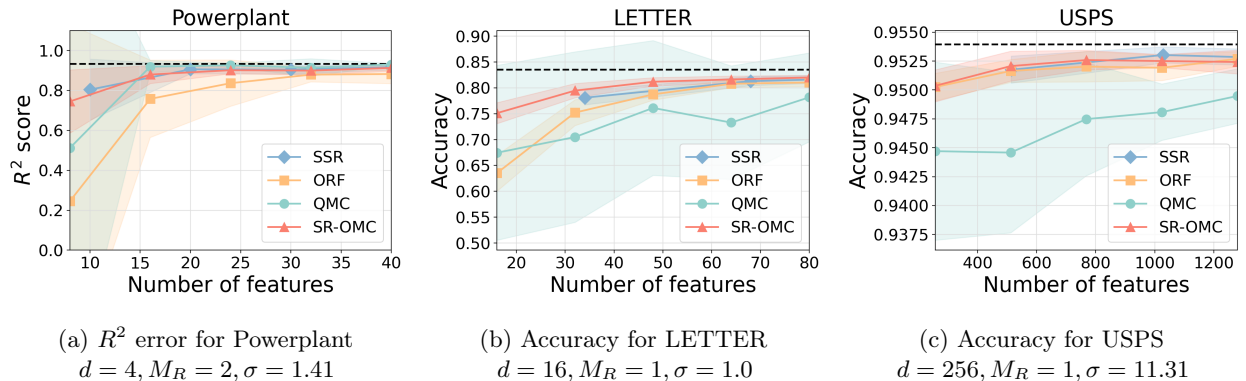 Powerplant
R² score
1.0
0.8
0.6
0.4
0.2
0.0
SSR
ORF
QMC
SR-OMC
10 15 20 25 30 35 40
Number of features
LETTER
Accuracy
0.90
0.85
0.80
0.75
0.70
0.65
0.60
0.55
0.50
SSR
ORF
QMC
SR-OMC
20 30 40 50 60 70 80
Number of features
USPS
Accuracy
0.9550
0.9525
0.9500
0.9475
0.9450
0.9425
0.9400
0.9375
SSR
ORF
QMC
SR-OMC
400 600 800 1000 1200
Number of features
(a) R² error for Powerplant
d = 4, M_R = 2, σ = 1.41
(b) Accuracy for LETTER
d = 16, M_R = 1, σ = 1.0
(c) Accuracy for USPS
d = 256, M_R = 1, σ = 11.31